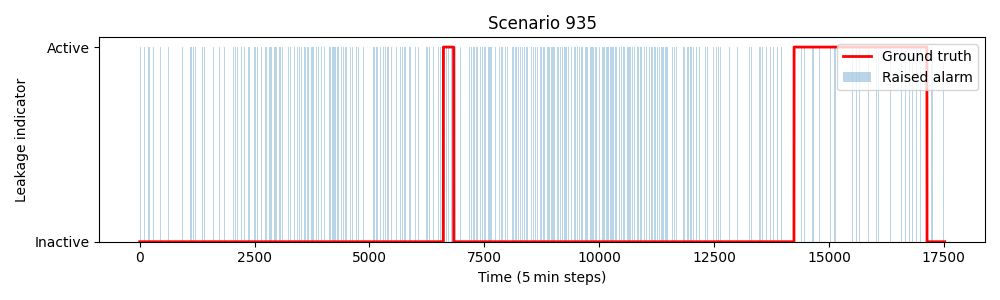 Scenario 935
Active
Inactive
Leakage indicator
Ground truth
Raised alarm
0 2500 5000 7500 10000 12500 15000 17500
Time (5 min steps)